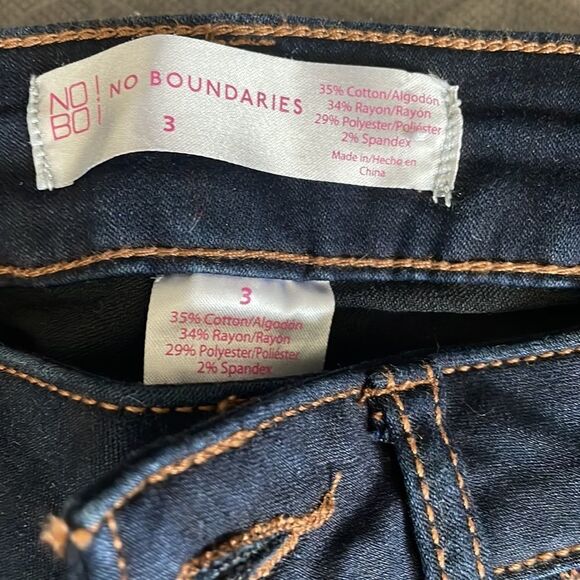 NO
BO
NO BOUNDARIES
3
35% Cotton/Algodón
34% Rayon/Rayón
29% Polyester/Poliéster
2% Spandex
Made in/Hecho en
China
3
35% Cotton/Algodón
34% Rayon/Rayón
29% Polyester/Poliéster
2% Spandex